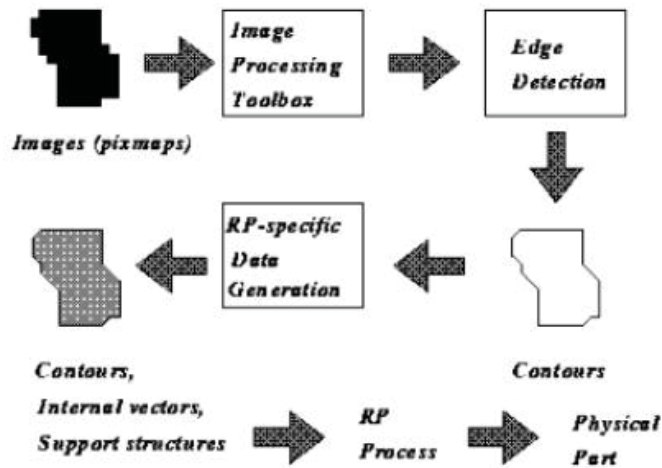 Image
Processing
Toolbox
Edge
Detection
Images (pixmaps)
RP-specific
Data
Generation
Contours,
Internal vectors,
Support structures
Contours
RP
Process
Physical
Part